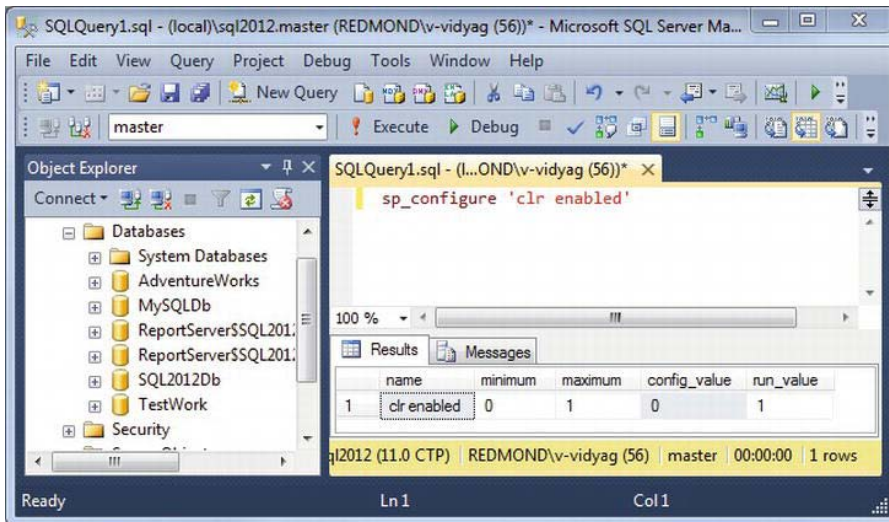 SQLQuery1.sql - (local)\sql2012.master (REDMOND\v-vidyag (56))* - Microsoft SQL Server Ma...
File Edit View Query Project Debug Tools Window Help
New Query
master
Execute Debug
Object Explorer
SQLQuery1.sql - (l...OND\v-vidyag (56))*
Connect
sp_configure 'clr enabled'
Databases
System Databases
AdventureWorks
MySQLDb
ReportServer$SQL2012
ReportServer$SQL2012
SQL2012Db
TestWork
Security
100 %
Results Messages
name minimum maximum config_value run_value
1 clr enabled 0 1 0 1
ql2012 (11.0 CTP) REDMOND\v-vidyag (56) master 00:00:00 1 rows
Ready Ln 1 Col 1